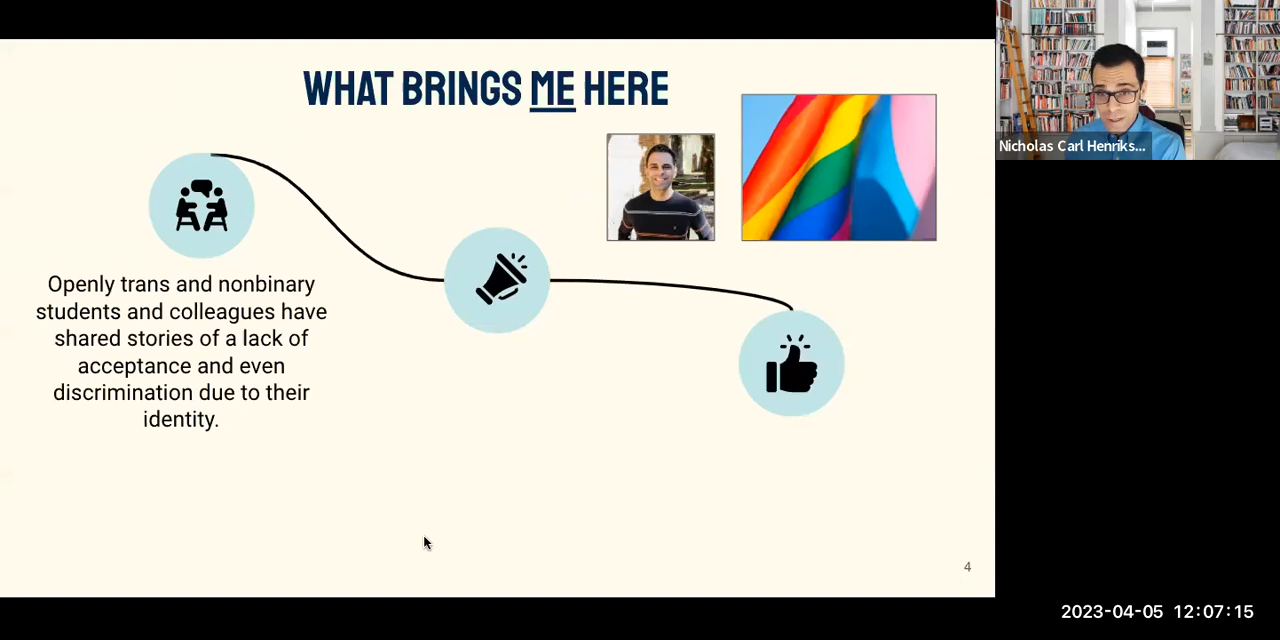 WHAT BRINGS ME HERE
Nicholas Carl Henriks...
Openly trans and nonbinary
students and colleagues have
shared stories of a lack of
acceptance and even
discrimination due to their
identity.
4
2023-04-05 12:07:15